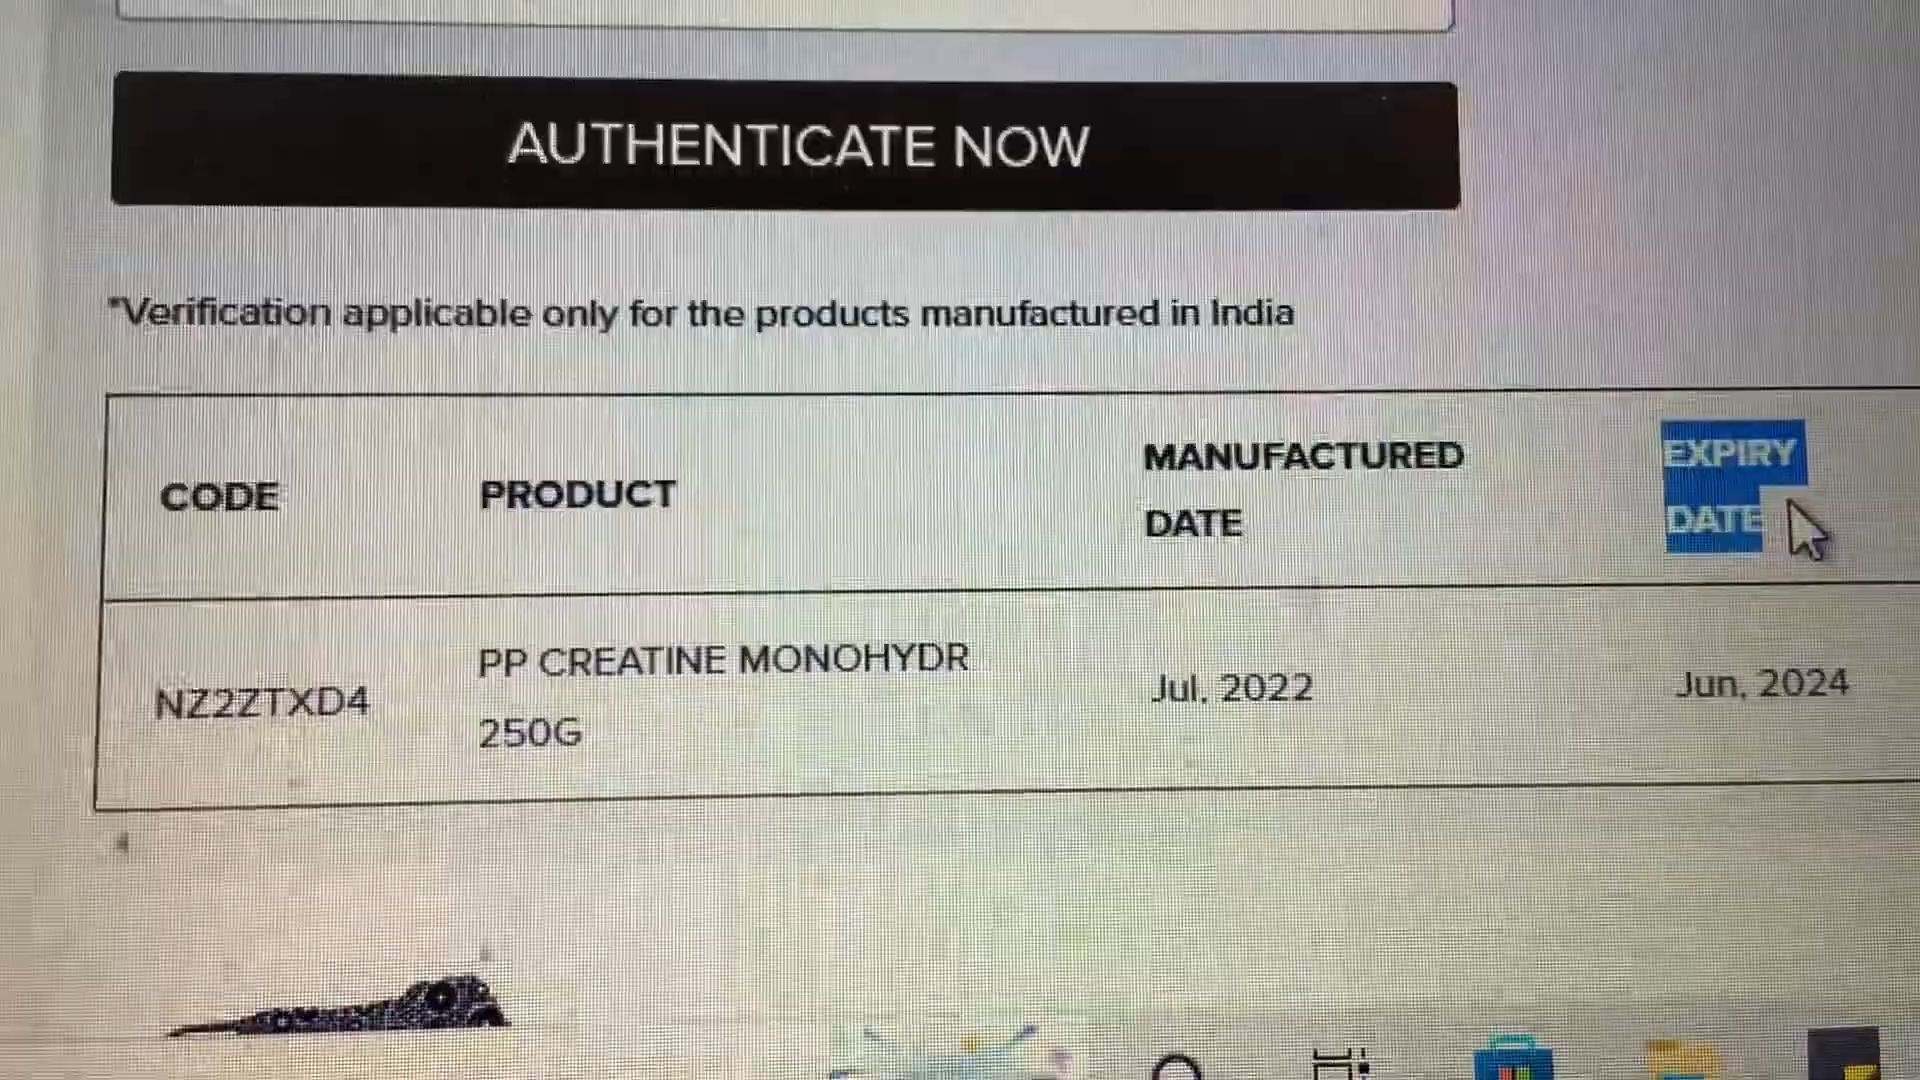 AUTHENTICATE NOW
*Verification applicable only for the products manufactured in India
CODE
PRODUCT
MANUFACTURED
DATE
EXPIRY
DATE
NZ2ZTXD4
PP CREATINE MONOHYDR
250G
Jul, 2022
Jun, 2024